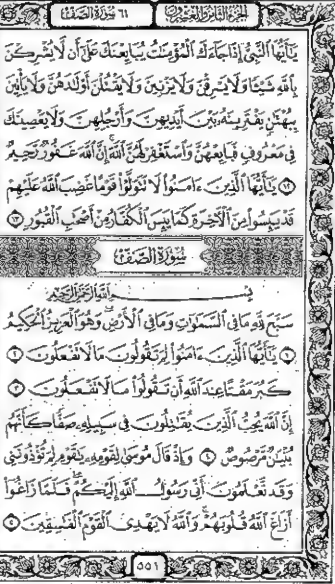 الجزء الثامن والعشرون
٦١ سورة الصف
يَٰٓأَيُّهَا ٱلنَّبِىُّ إِذَا جَآءَكَ ٱلْمُؤْمِنَٰتُ يُبَايِعْنَكَ عَلَىٰٓ أَن لَّا يُشْرِكْنَ
بِٱللَّهِ شَيْـًٔا وَلَا يَسْرِقْنَ وَلَا يَزْنِينَ وَلَا يَقْتُلْنَ أَوْلَٰدَهُنَّ وَلَا يَأْتِينَ
بِبُهْتَٰنٍ يَفْتَرِينَهُۥ بَيْنَ أَيْدِيهِنَّ وَأَرْجُلِهِنَّ وَلَا يَعْصِينَكَ
فِى مَعْرُوفٍ فَبَايِعْهُنَّ وَٱسْتَغْفِرْ لَهُنَّ ٱللَّهَ إِنَّ ٱللَّهَ غَفُورٌ رَّحِيمٌ
١٢ يَٰٓأَيُّهَا ٱلَّذِينَ ءَامَنُوا۟ لَا تَتَوَلَّوْا۟ قَوْمًا غَضِبَ ٱللَّهُ عَلَيْهِمْ
قَدْ يَئِسُوا۟ مِنَ ٱلْءَاخِرَةِ كَمَا يَئِسَ ٱلْكُفَّارُ مِنْ أَصْحَٰبِ ٱلْقُبُورِ ١٣
سورة الصف
بِسْمِ ٱللَّهِ ٱلرَّحْمَٰنِ ٱلرَّحِيمِ
سَبَّحَ لِلَّهِ مَا فِى ٱلسَّمَٰوَٰتِ وَمَا فِى ٱلْأَرْضِ وَهُوَ ٱلْعَزِيزُ ٱلْحَكِيمُ
١ يَٰٓأَيُّهَا ٱلَّذِينَ ءَامَنُوا۟ لِمَ تَقُولُونَ مَا لَا تَفْعَلُونَ ٢
كَبُرَ مَقْتًا عِندَ ٱللَّهِ أَن تَقُولُوا۟ مَا لَا تَفْعَلُونَ ٣
إِنَّ ٱللَّهَ يُحِبُّ ٱلَّذِينَ يُقَٰتِلُونَ فِى سَبِيلِهِۦ صَفًّا كَأَنَّهُم
بُنْيَٰنٌ مَّرْصُوصٌ ٤ وَإِذْ قَالَ مُوسَىٰ لِقَوْمِهِۦ يَٰقَوْمِ لِمَ تُؤْذُونَنِى
وَقَد تَّعْلَمُونَ أَنِّى رَسُولُ ٱللَّهِ إِلَيْكُمْ فَلَمَّا زَاغُوٓا۟
أَزَاغَ ٱللَّهُ قُلُوبَهُمْ وَٱللَّهُ لَا يَهْدِى ٱلْقَوْمَ ٱلْفَٰسِقِينَ ٥
٥٥١